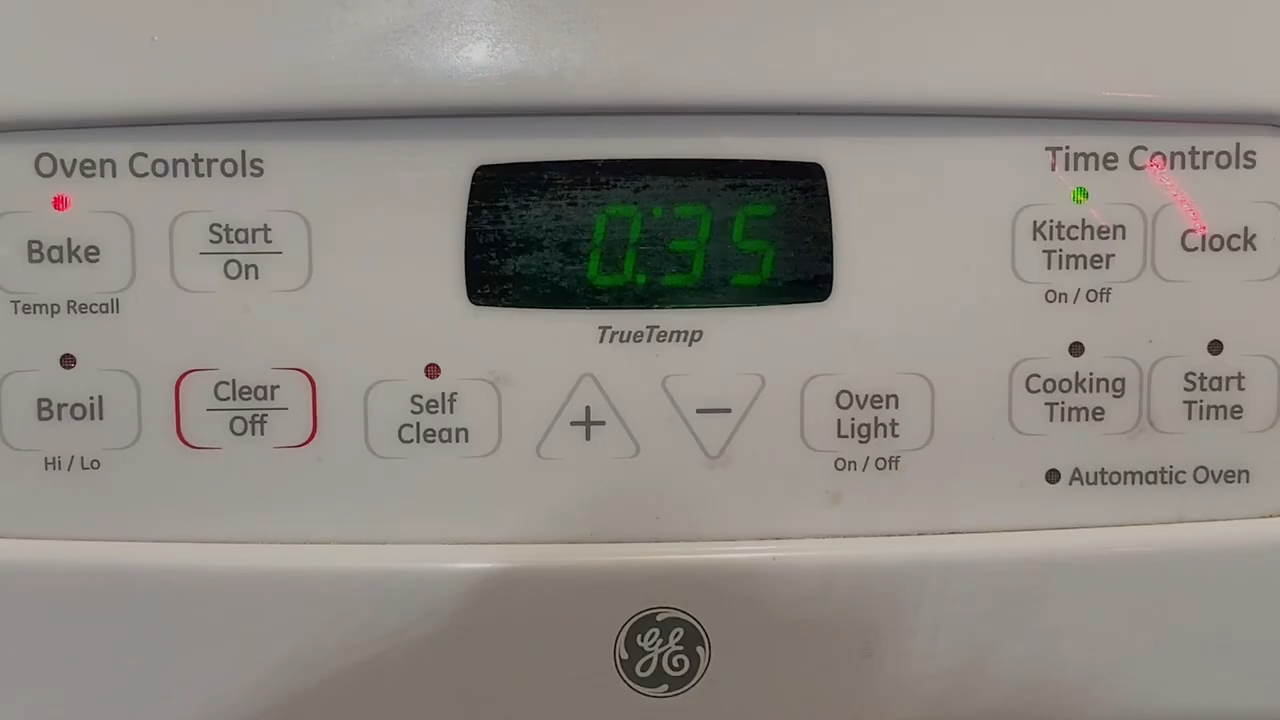 Oven Controls
Time Controls
Bake
Temp Recall
Start
On
0:35
Kitchen
Timer
On / Off
Clock
TrueTemp
Broil
Hi / Lo
Clear
Off
Self
Clean
+
−
Oven
Light
On / Off
Cooking
Time
Start
Time
Automatic Oven
GE